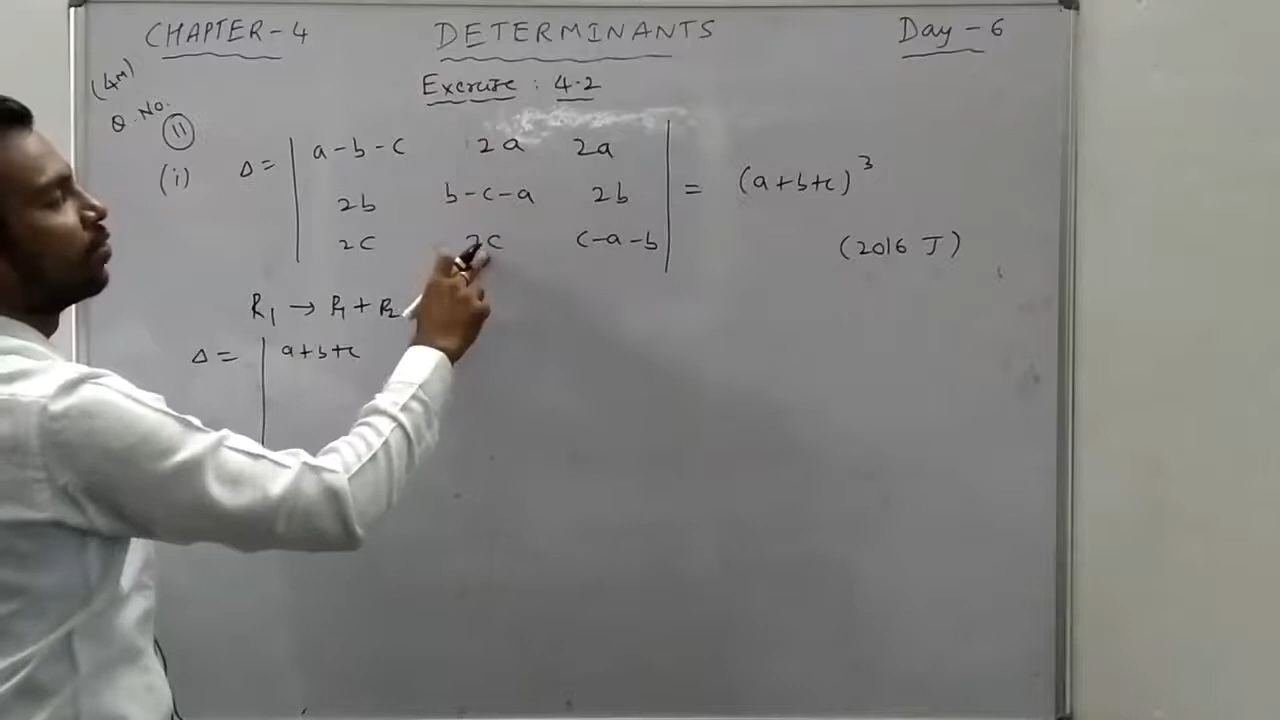 CHAPTER-4 DETERMINANTS Day-6
(4M) Exercise : 4.2
Q.No. 11
(i) Δ = | a-b-c 2a 2a | = (a+b+c)³
2b b-c-a 2b
2c 2c c-a-b (2016 J)
R₁ → R₁ + R₂
Δ = | a+b+c